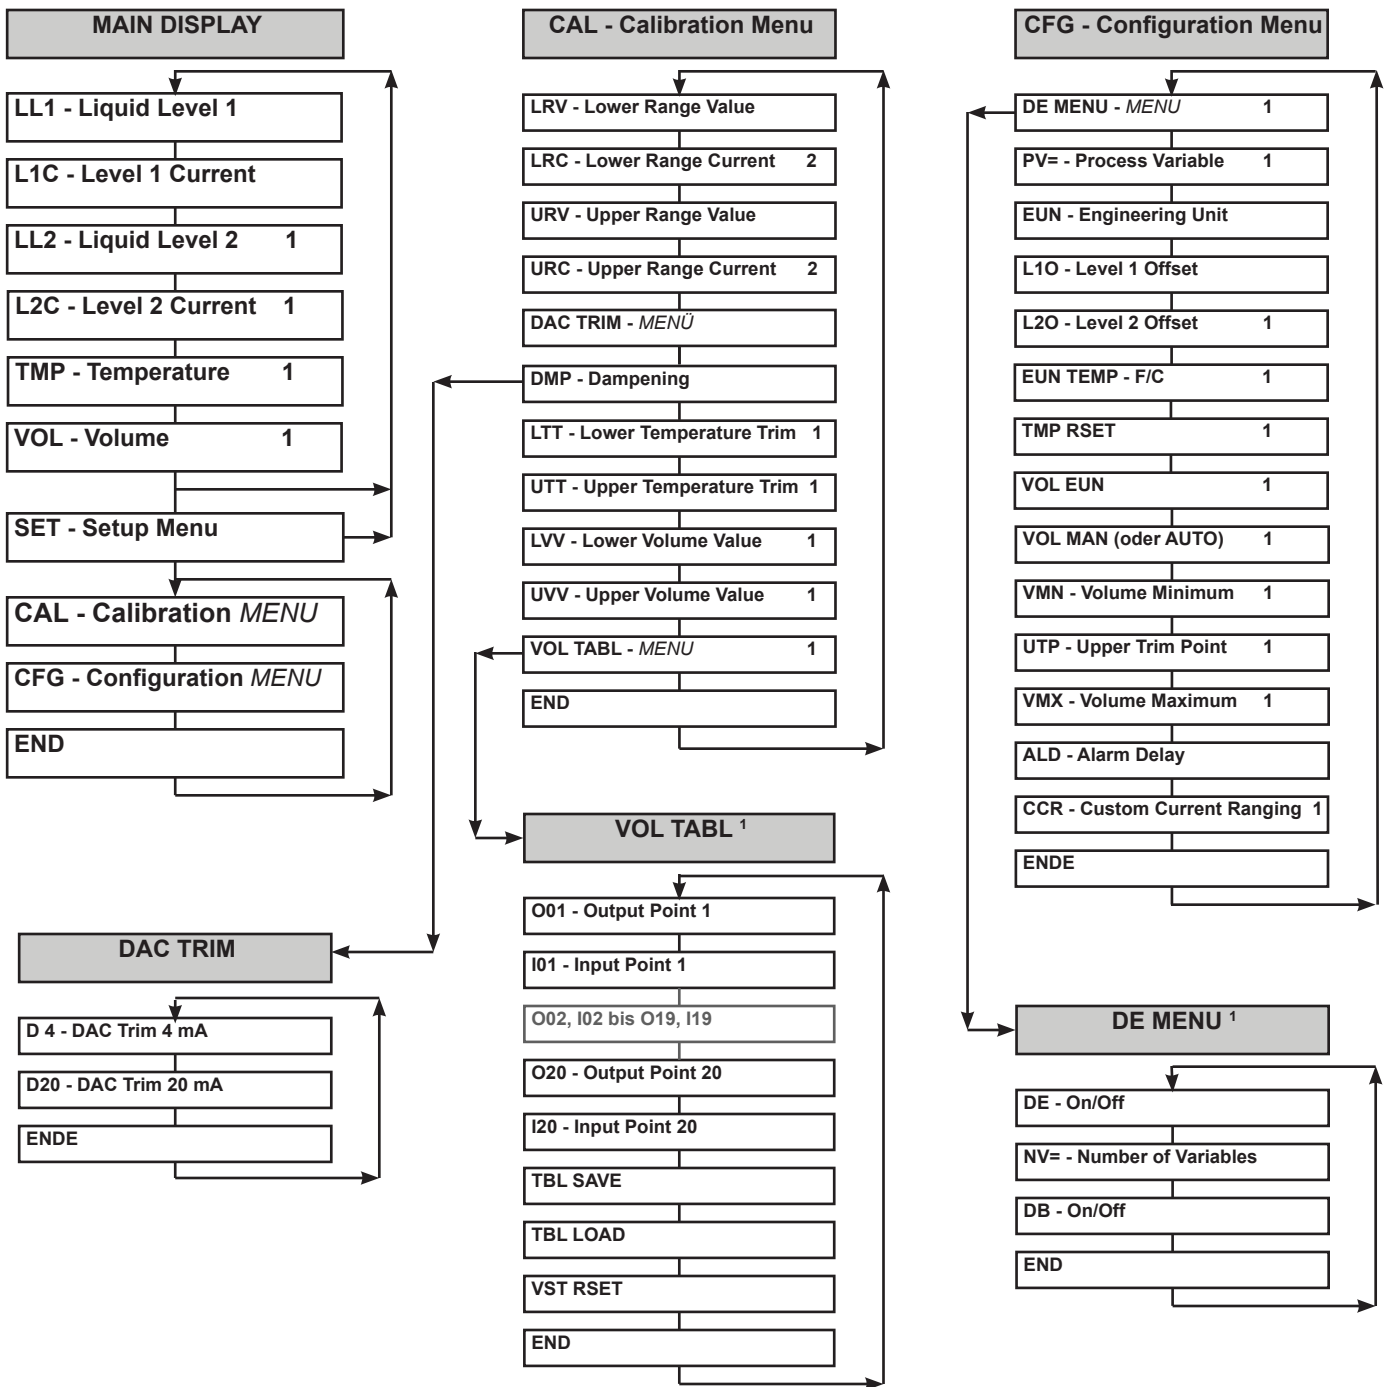 MAIN DISPLAY
LL1 - Liquid Level 1
L1C - Level 1 Current
LL2 - Liquid Level 2 1
L2C - Level 2 Current 1
TMP - Temperature 1
VOL - Volume 1
SET - Setup Menu
CAL - Calibration MENU
CFG - Configuration MENU
END
DAC TRIM
D 4 - DAC Trim 4 mA
D20 - DAC Trim 20 mA
ENDE
CAL - Calibration Menu
LRV - Lower Range Value
LRC - Lower Range Current 2
URV - Upper Range Value
URC - Upper Range Current 2
DAC TRIM - MENÜ
DMP - Dampening
LTT - Lower Temperature Trim 1
UTT - Upper Temperature Trim 1
LVV - Lower Volume Value 1
UVV - Upper Volume Value 1
VOL TABL - MENU 1
END
VOL TABL ¹
O01 - Output Point 1
I01 - Input Point 1
O02, I02 bis O19, I19
O20 - Output Point 20
I20 - Input Point 20
TBL SAVE
TBL LOAD
VST RSET
END
CFG - Configuration Menu
DE MENU - MENU 1
PV= - Process Variable 1
EUN - Engineering Unit
L1O - Level 1 Offset
L2O - Level 2 Offset 1
EUN TEMP - F/C 1
TMP RSET 1
VOL EUN 1
VOL MAN (oder AUTO) 1
VMN - Volume Minimum 1
UTP - Upper Trim Point 1
VMX - Volume Maximum 1
ALD - Alarm Delay
CCR - Custom Current Ranging 1
ENDE
DE MENU ¹
DE - On/Off
NV= - Number of Variables
DB - On/Off
END